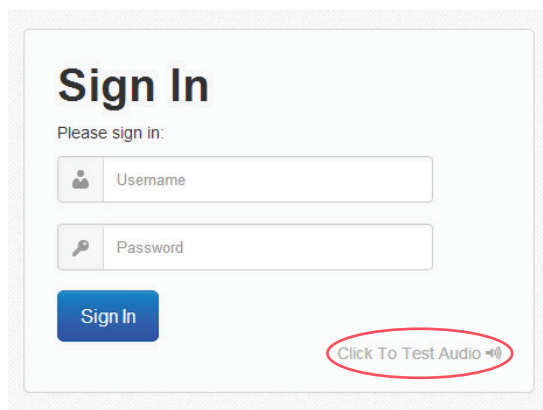 Sign In
Please sign in:
Username
Password
Sign In
Click To Test Audio